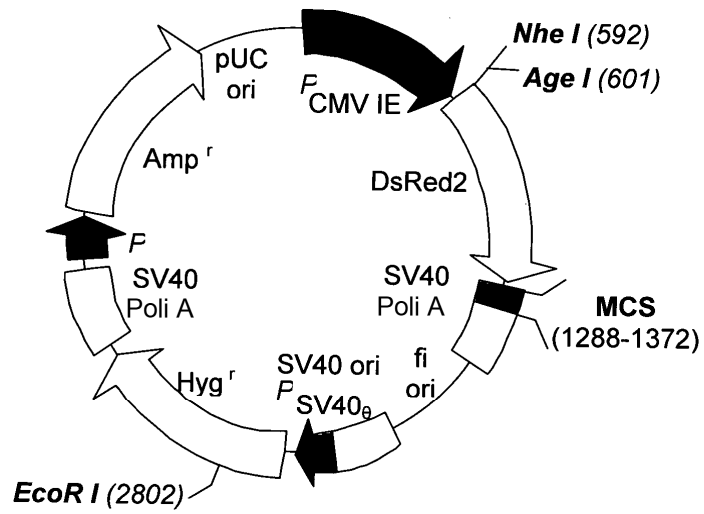 Nhe I (592)
pUC
ori
P
CMV IE
Age I (601)
Amp r
DsRed2
P
SV40
Poli A
SV40
Poli A
MCS
(1288-1372)
SV40 ori
fi
ori
Hyg r
P
SV40θ
EcoR I (2802)